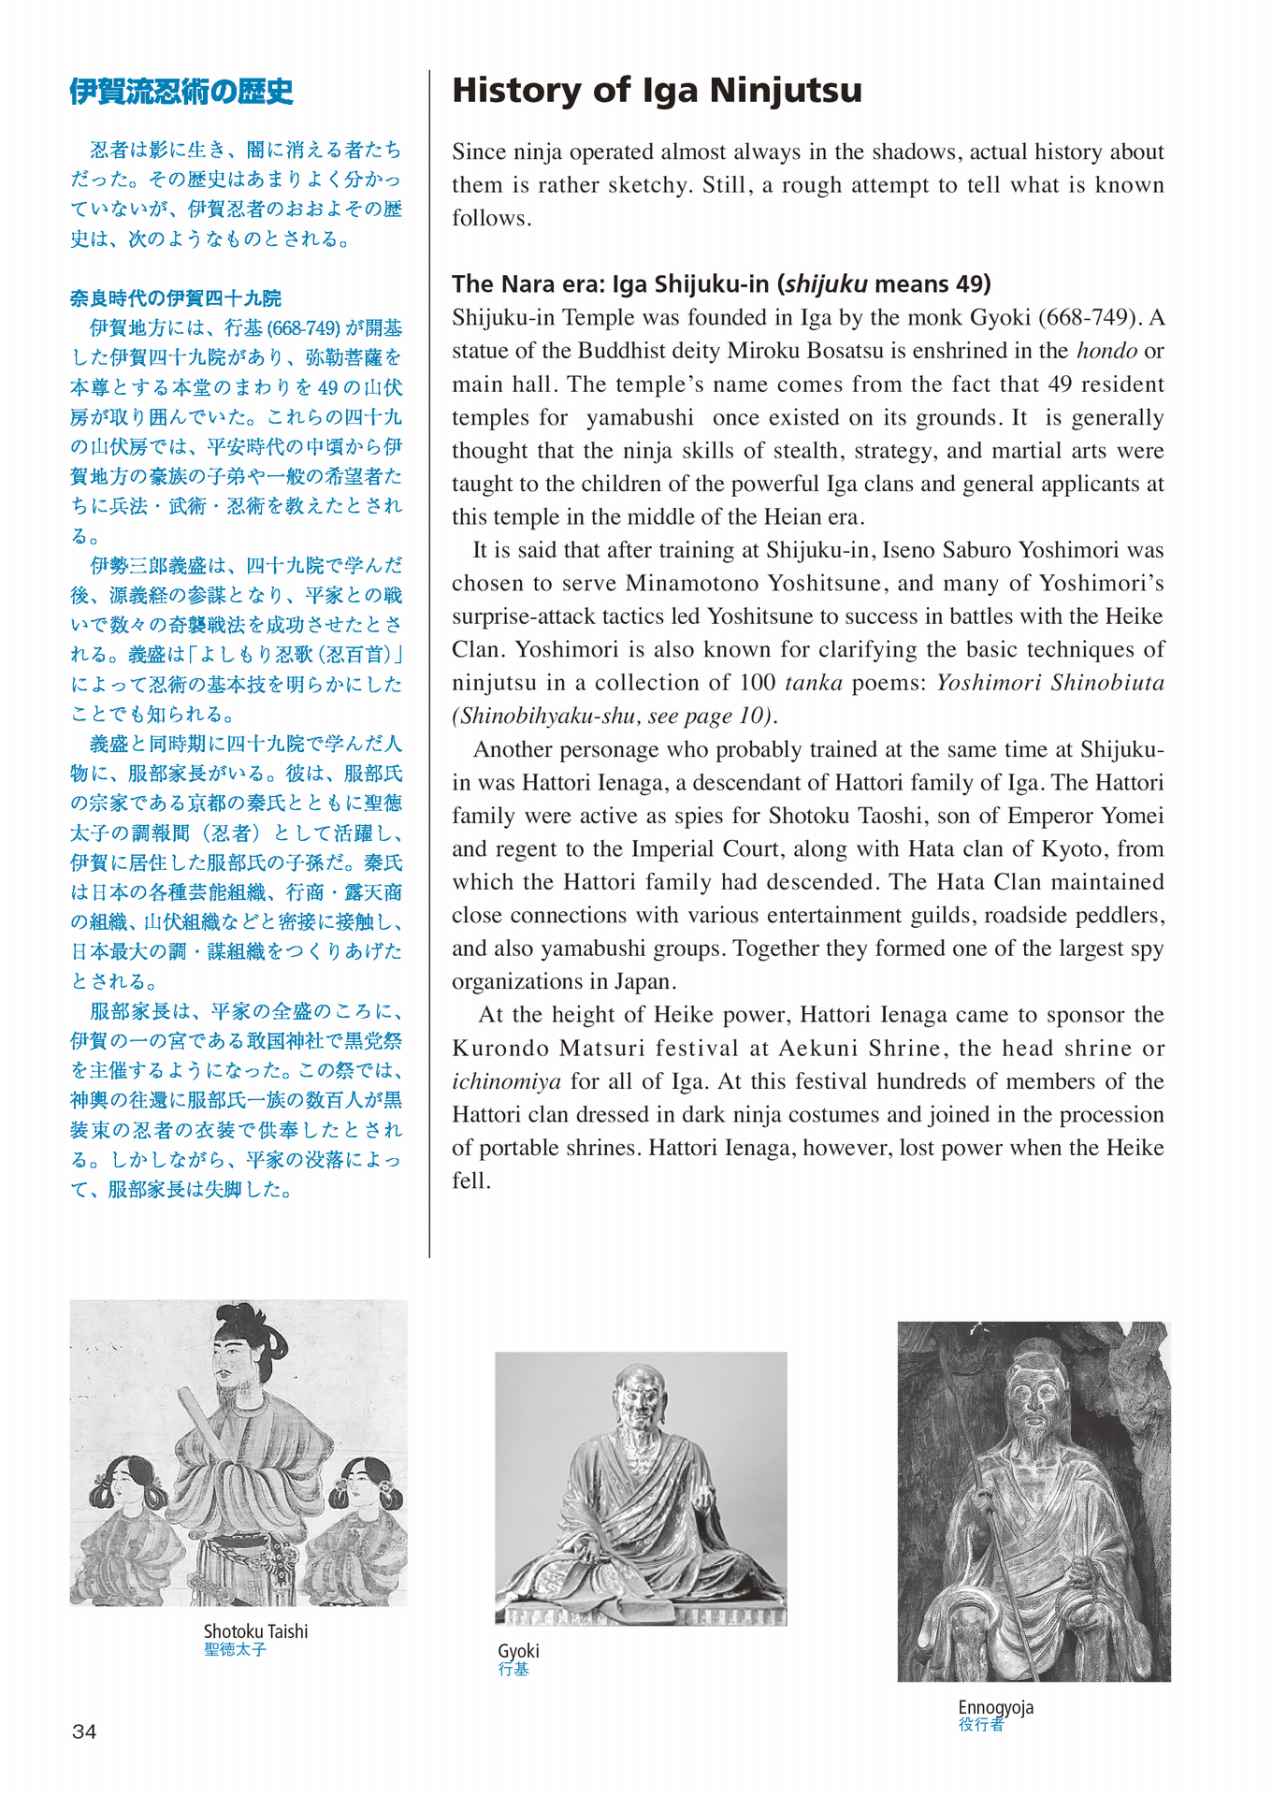 伊賀流忍術の歴史
忍者は影に生き、闇に消える者たち
だった。その歴史はあまりよく分かっ
ていないが、伊賀忍者のおおよその歴
史は、次のようなものとされる。
奈良時代の伊賀四十九院
伊賀地方には、行基 (668-749) が開基
した伊賀四十九院があり、弥勒菩薩を
本尊とする本堂のまわりを 49 の山伏
房が取り囲んでいた。これらの四十九
の山伏房では、平安時代の中頃から伊
賀地方の豪族の子弟や一般の希望者た
ちに兵法・武術・忍術を教えたとされ
る。
伊勢三郎義盛は、四十九院で学んだ
後、源義経の参謀となり、平家との戦
いで数々の奇襲戦法を成功させたとさ
れる。義盛は「よしもり忍歌（忍百首）」
によって忍術の基本技を明らかにした
ことでも知られる。
義盛と同時期に四十九院で学んだ人
物に、服部家長がいる。彼は、服部氏
の宗家である京都の秦氏とともに聖徳
太子の調報間（忍者）として活躍し、
伊賀に居住した服部氏の子孫だ。秦氏
は日本の各種芸能組織、行商・露天商
の組織、山伏組織などと密接に接触し、
日本最大の調・謀組織をつくりあげた
とされる。
服部家長は、平家の全盛のころに、
伊賀の一の宮である敢国神社で黒党祭
を主催するようになった。この祭では、
神輿の往還に服部氏一族の数百人が黒
装束の忍者の衣装で供奉したとされ
る。しかしながら、平家の没落によっ
て、服部家長は失脚した。
History of Iga Ninjutsu
Since ninja operated almost always in the shadows, actual history about
them is rather sketchy. Still, a rough attempt to tell what is known
follows.
The Nara era: Iga Shijuku-in (shijuku means 49)
Shijuku-in Temple was founded in Iga by the monk Gyoki (668-749). A
statue of the Buddhist deity Miroku Bosatsu is enshrined in the hondo or
main hall. The temple's name comes from the fact that 49 resident
temples for yamabushi once existed on its grounds. It is generally
thought that the ninja skills of stealth, strategy, and martial arts were
taught to the children of the powerful Iga clans and general applicants at
this temple in the middle of the Heian era.
It is said that after training at Shijuku-in, Iseno Saburo Yoshimori was
chosen to serve Minamotono Yoshitsune, and many of Yoshimori's
surprise-attack tactics led Yoshitsune to success in battles with the Heike
Clan. Yoshimori is also known for clarifying the basic techniques of
ninjutsu in a collection of 100 tanka poems: Yoshimori Shinobiuta
(Shinobihyaku-shu, see page 10).
Another personage who probably trained at the same time at Shijuku-
in was Hattori Ienaga, a descendant of Hattori family of Iga. The Hattori
family were active as spies for Shotoku Taoshi, son of Emperor Yomei
and regent to the Imperial Court, along with Hata clan of Kyoto, from
which the Hattori family had descended. The Hata Clan maintained
close connections with various entertainment guilds, roadside peddlers,
and also yamabushi groups. Together they formed one of the largest spy
organizations in Japan.
At the height of Heike power, Hattori Ienaga came to sponsor the
Kurondo Matsuri festival at Aekuni Shrine, the head shrine or
ichinomiya for all of Iga. At this festival hundreds of members of the
Hattori clan dressed in dark ninja costumes and joined in the procession
of portable shrines. Hattori Ienaga, however, lost power when the Heike
fell.
Shotoku Taishi
聖徳太子
Gyoki
行基
Ennogyoja
役行者
34